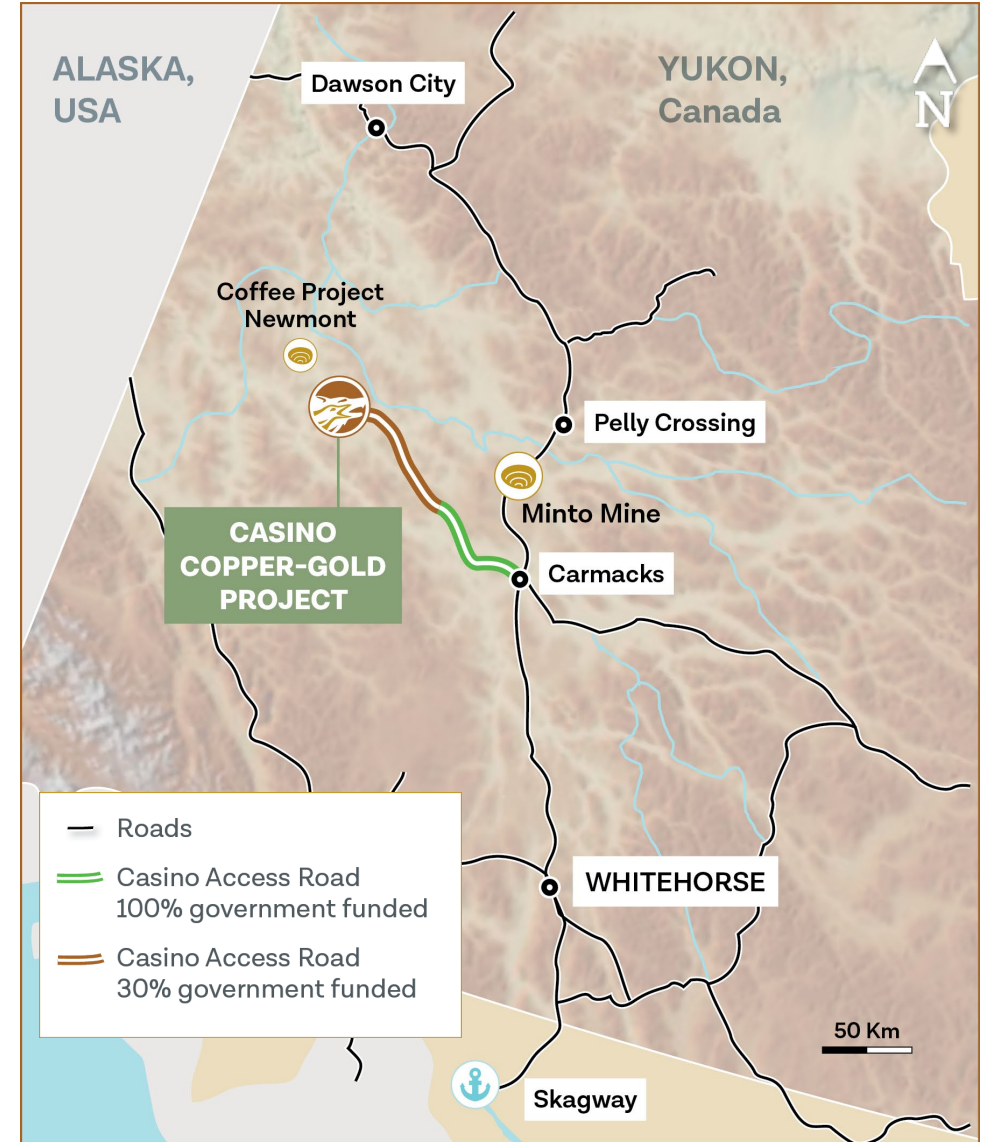 ALASKA,
USA
YUKON,
Canada
N
Dawson City
Coffee Project
Newmont
Pelly Crossing
Minto Mine
CASINO
COPPER-GOLD
PROJECT
Carmacks
Roads
Casino Access Road
100% government funded
Casino Access Road
30% government funded
WHITEHORSE
50 Km
Skagway